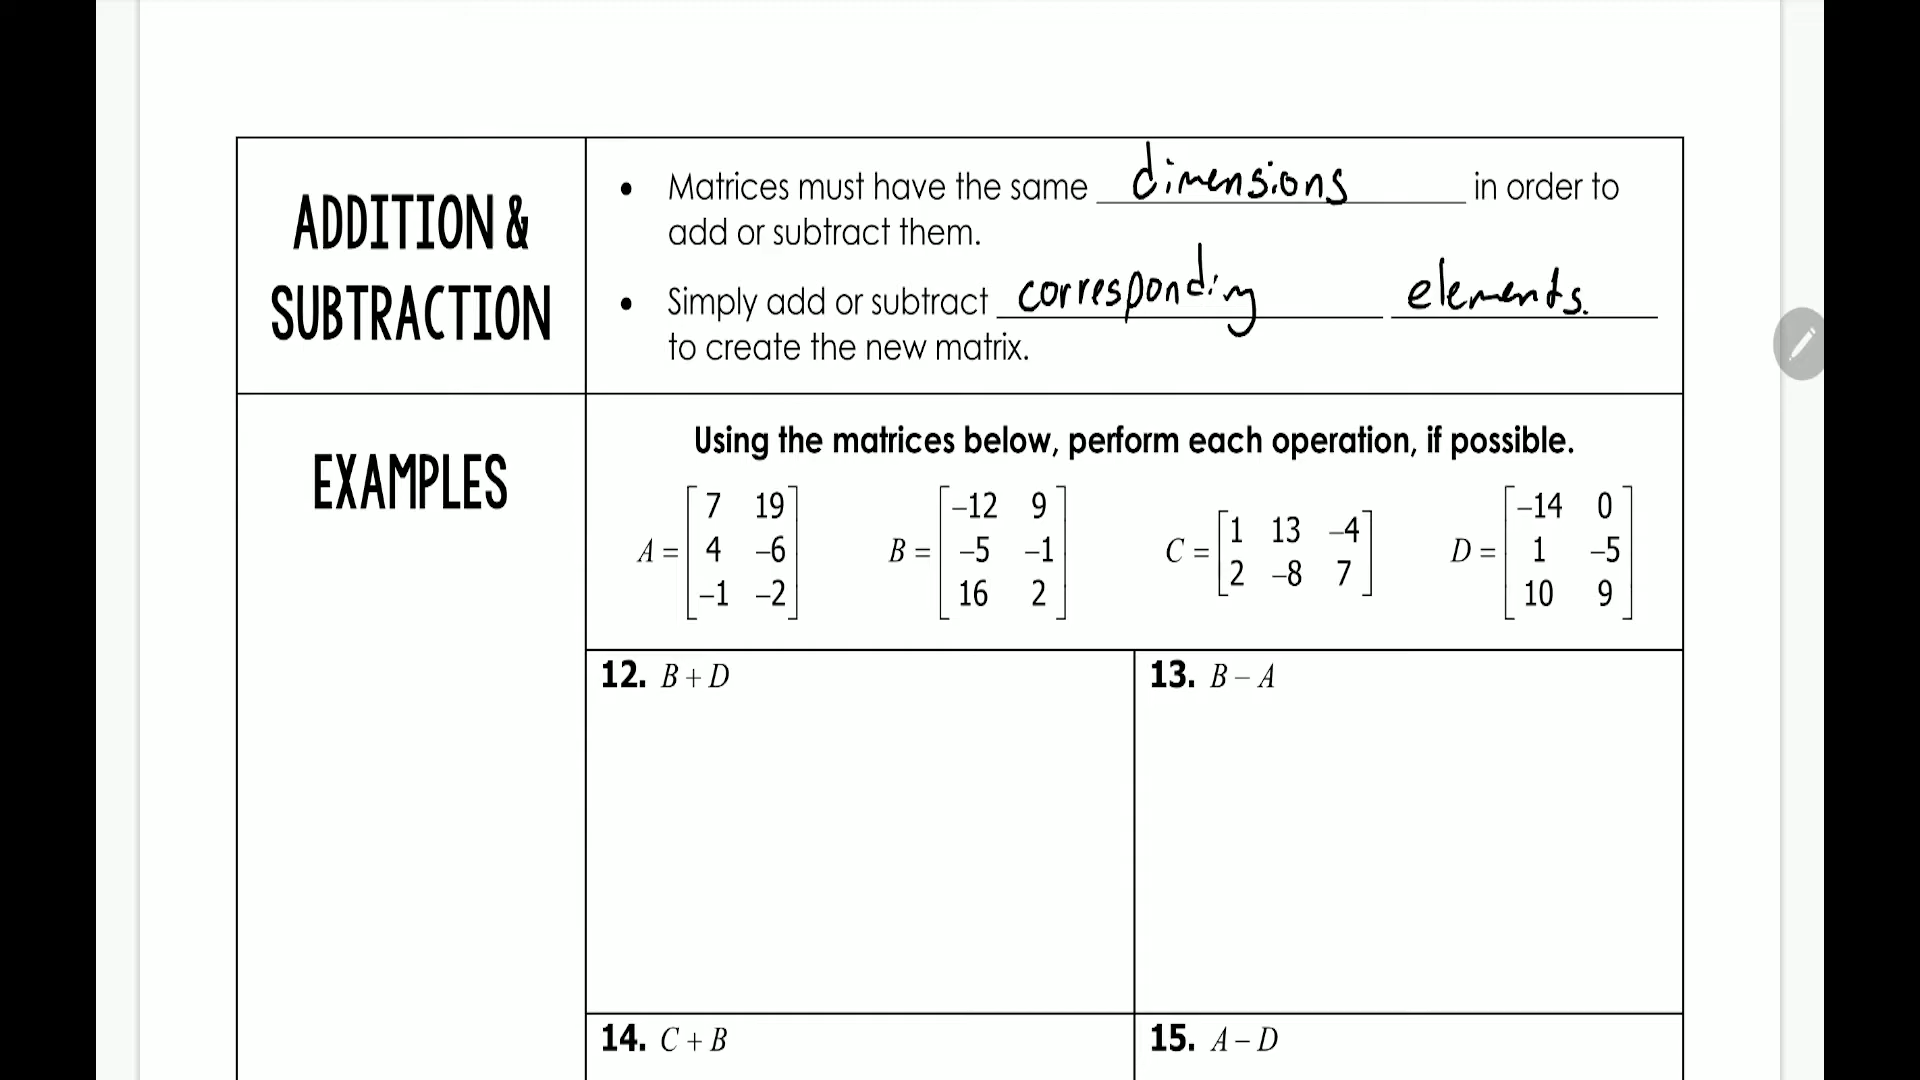 ADDITION &
SUBTRACTION
• Matrices must have the same dimensions in order to
add or subtract them.
• Simply add or subtract corresponding elements.
to create the new matrix.
EXAMPLES
Using the matrices below, perform each operation, if possible.
A = [7 19
4 –6
–1 –2]
B = [–12 9
–5 –1
16 2]
C = [1 13 –4
2 –8 7]
D = [–14 0
1 –5
10 9]
12. B + D
13. B – A
14. C + B
15. A – D